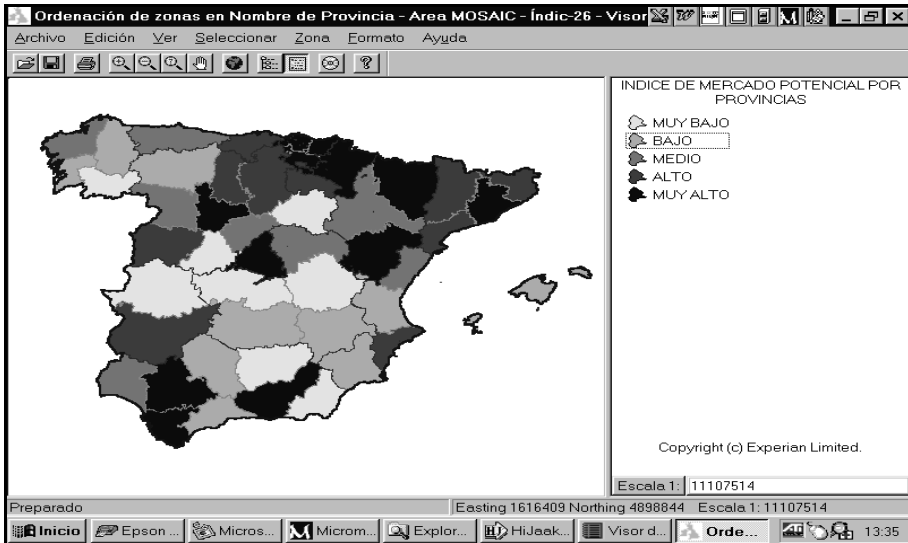 Ordenación de zonas en Nombre de Provincia - Area MOSAIC - Índic-26 - Visor
Archivo Edición Ver Seleccionar Zona Formato Ayuda
INDICE DE MERCADO POTENCIAL POR
PROVINCIAS
MUY BAJO
BAJO
MEDIO
ALTO
MUY ALTO
Copyright (c) Experian Limited.
Escala 1: 11107514
Preparado Easting 1616409 Northing 4898844 Escala 1: 11107514
Inicio Epson ... Micros... Microm... Explor... HiJaak... Visor d... Orde... 13:35